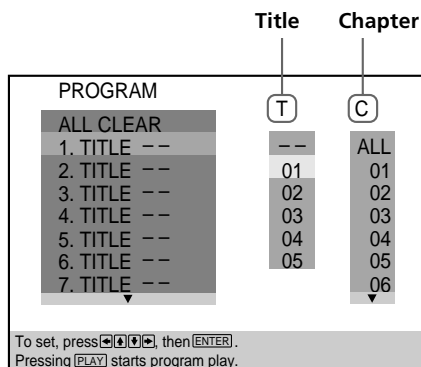 Title Chapter
PROGRAM
T C
ALL CLEAR
1. TITLE – – – – ALL
2. TITLE – – 01 01
3. TITLE – – 02 02
4. TITLE – – 03 03
5. TITLE – – 04 04
6. TITLE – – 05 05
7. TITLE – – 06
To set, press ←↑↓→, then ENTER.
Pressing PLAY starts program play.